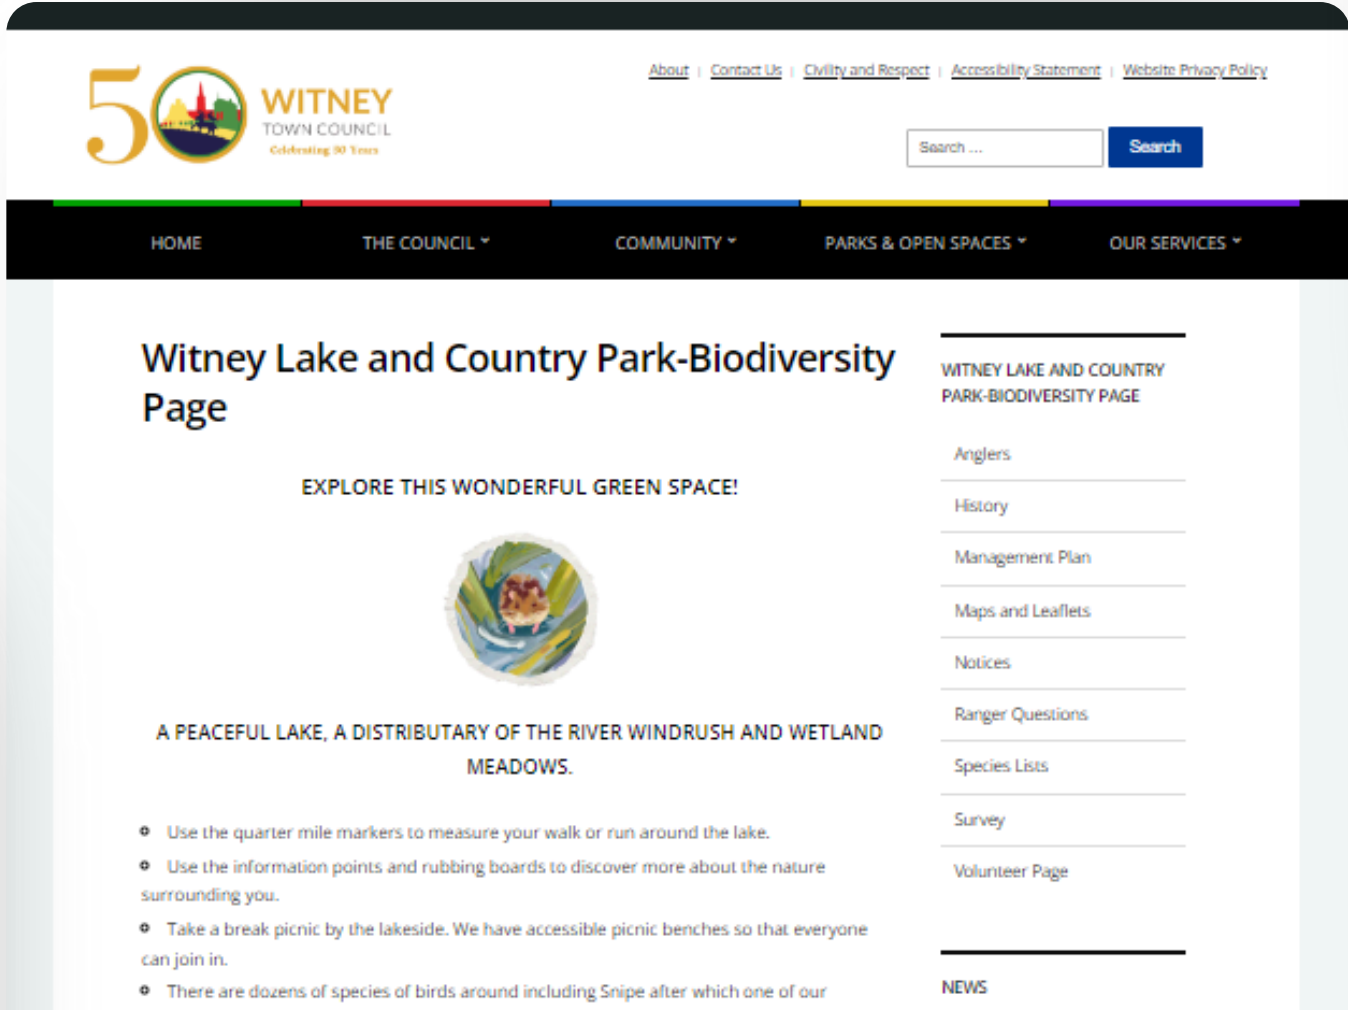 50 WITNEY
TOWN COUNCIL
Celebrating 50 Years
About | Contact Us | Civility and Respect | Accessibility Statement | Website Privacy Policy
Search ...
Search
HOME
THE COUNCIL
COMMUNITY
PARKS & OPEN SPACES
OUR SERVICES
Witney Lake and Country Park-Biodiversity
Page
EXPLORE THIS WONDERFUL GREEN SPACE!
A PEACEFUL LAKE, A DISTRIBUTARY OF THE RIVER WINDRUSH AND WETLAND
MEADOWS.
Use the quarter mile markers to measure your walk or run around the lake.
Use the information points and rubbing boards to discover more about the nature
surrounding you.
Take a break picnic by the lakeside. We have accessible picnic benches so that everyone
can join in.
There are dozens of species of birds around including Snipe after which one of our
WITNEY LAKE AND COUNTRY
PARK-BIODIVERSITY PAGE
Anglers
History
Management Plan
Maps and Leaflets
Notices
Ranger Questions
Species Lists
Survey
Volunteer Page
NEWS